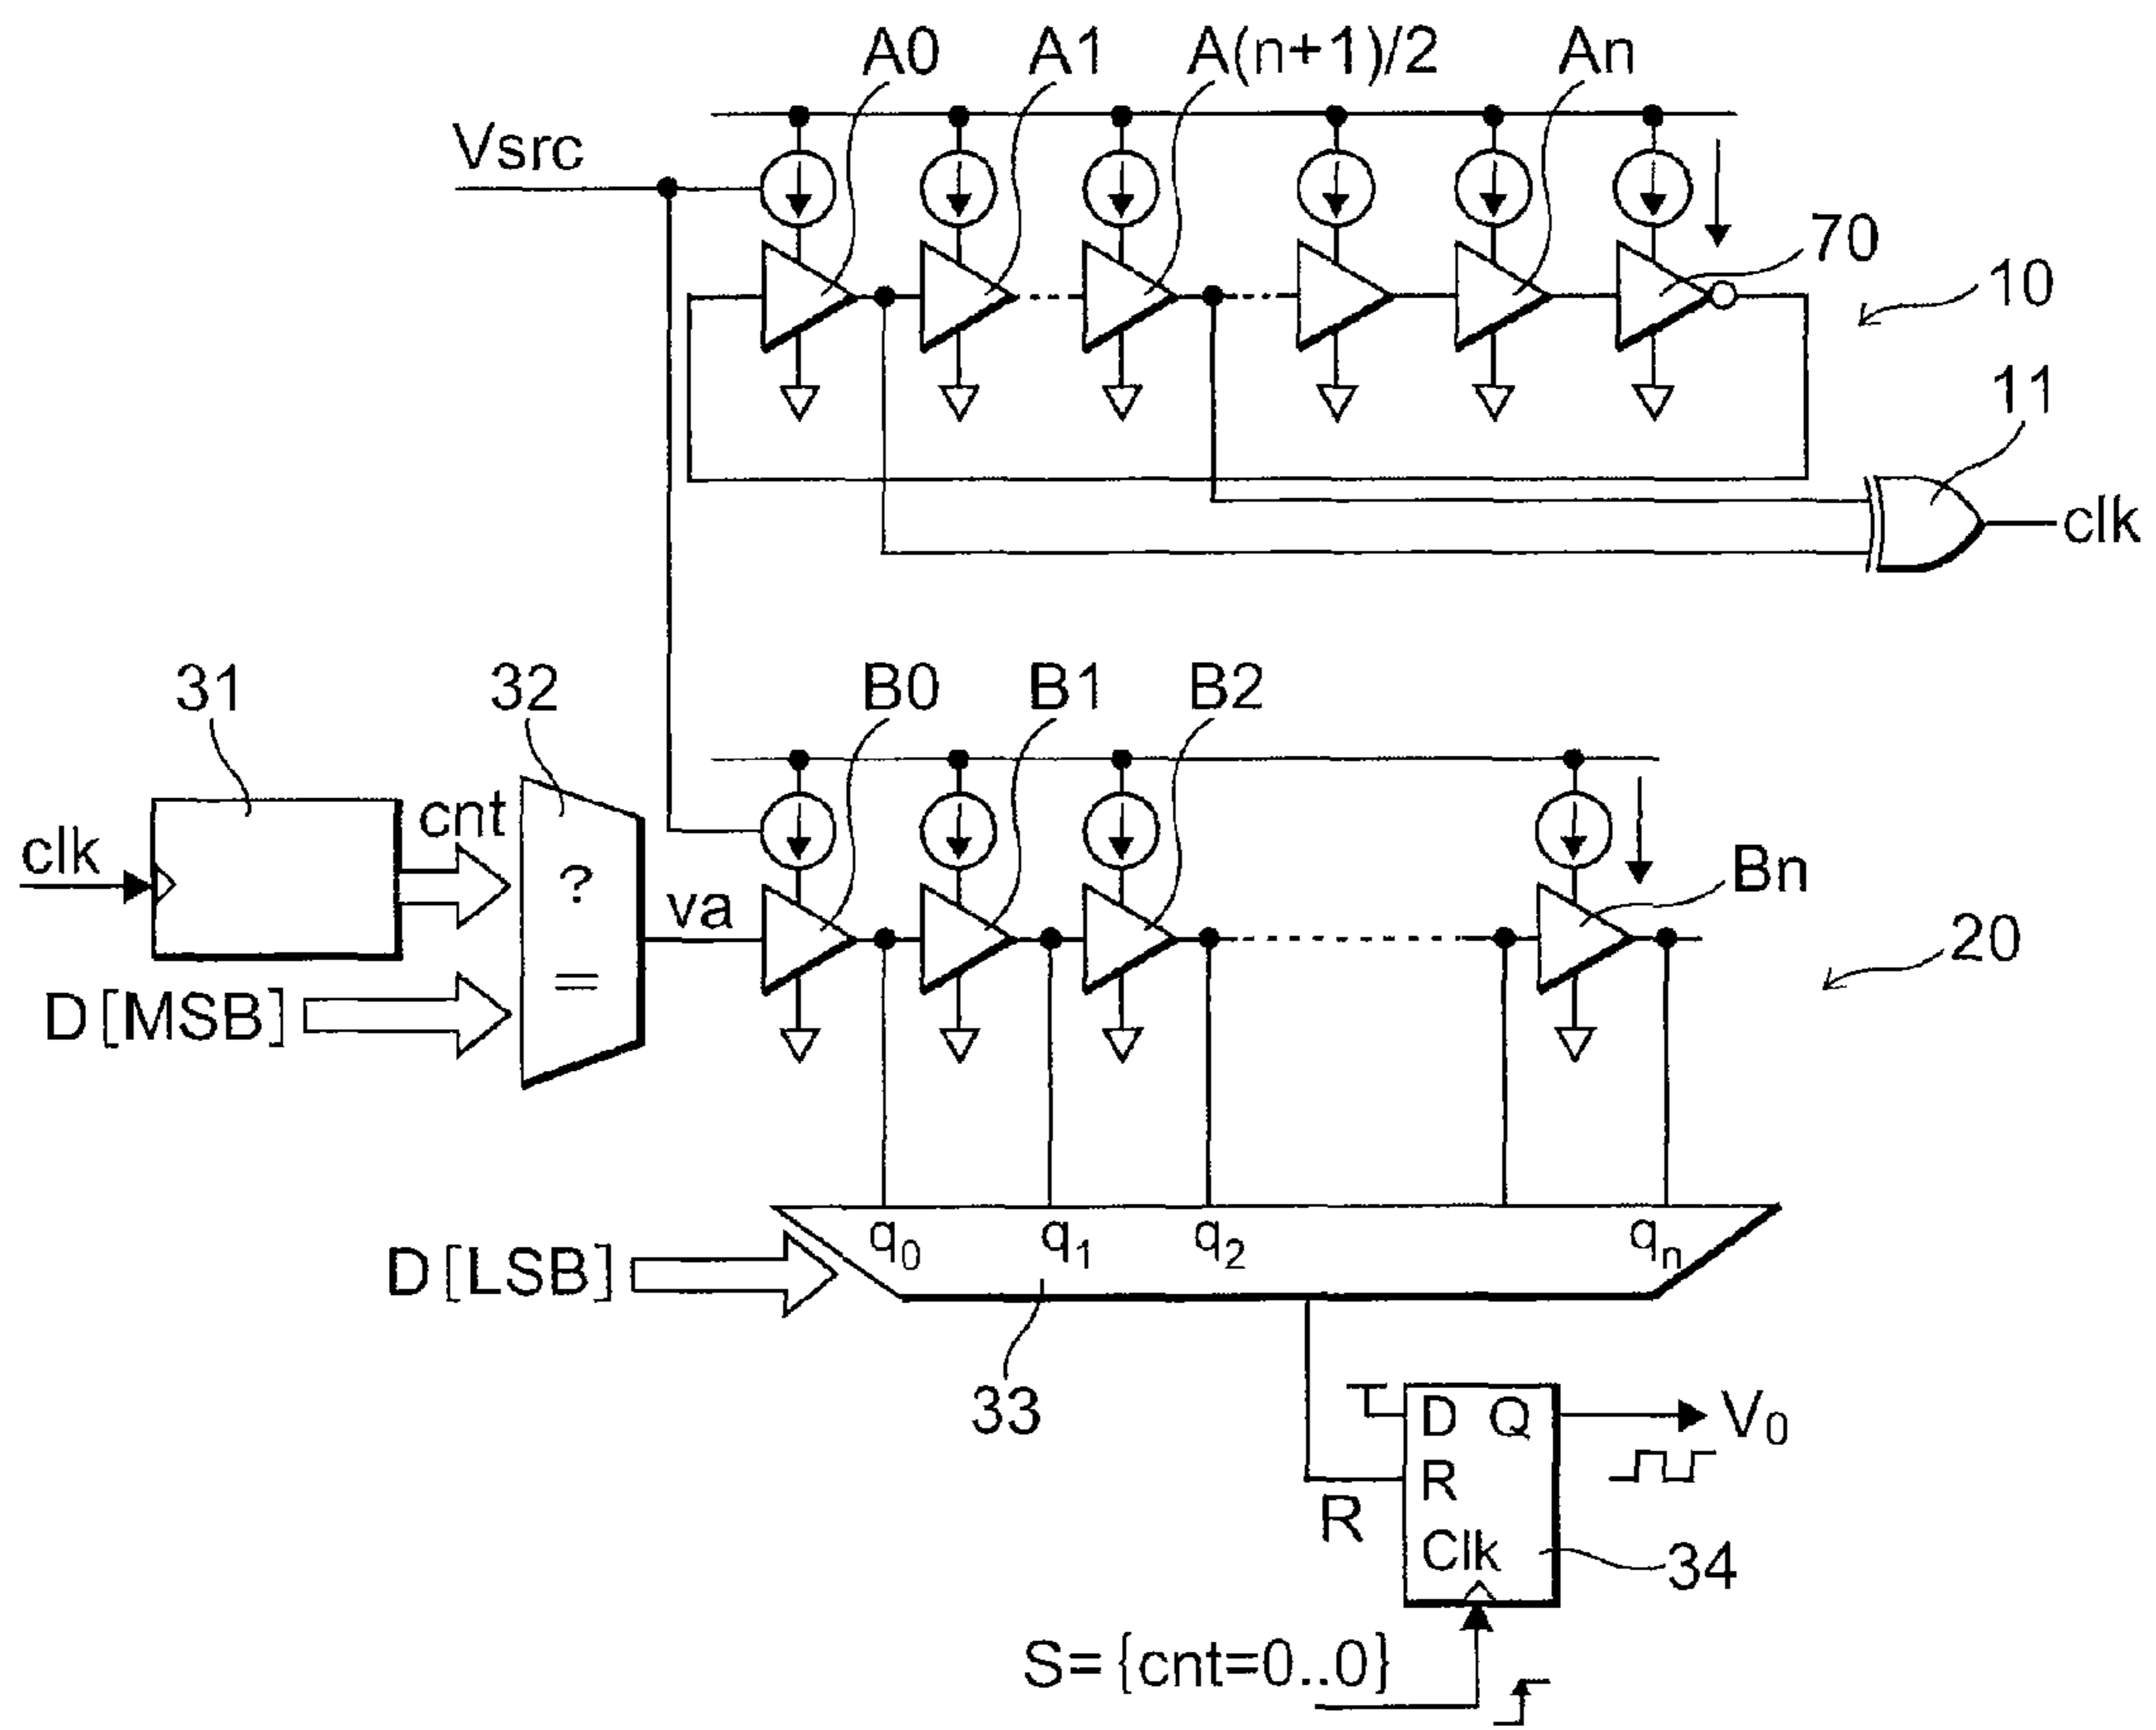 A0 A1 A(n+1)/2 An
Vsrc
70
10
11
clk
31 32 B0 B1 B2
cnt
clk
?
=
va
Bn
D[MSB]
20
q0 q1 q2 qn
D[LSB]
33
D Q
V0
R
R
Clk
34
S={cnt=0..0}